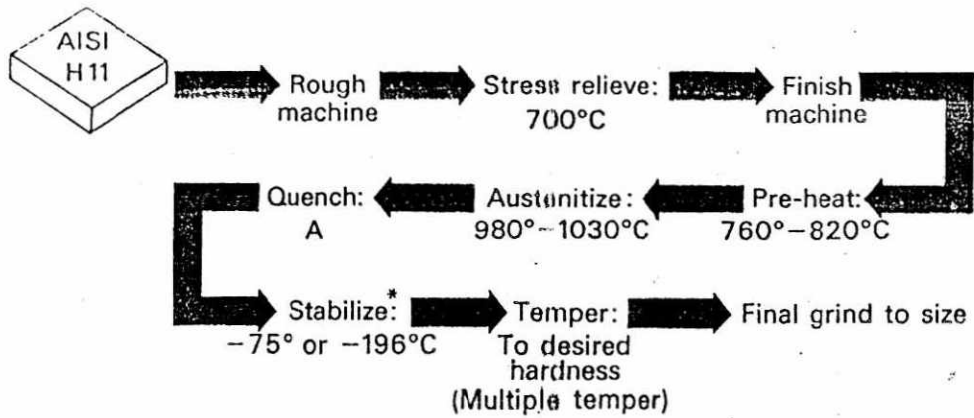 AISI
H11
Rough
machine
Stress relieve:
700°C
Finish
machine
Pre-heat:
760°–820°C
Austenitize:
980°–1030°C
Quench:
A
Stabilize:*
–75° or –196°C
Temper:
To desired
hardness
(Multiple temper)
Final grind to size